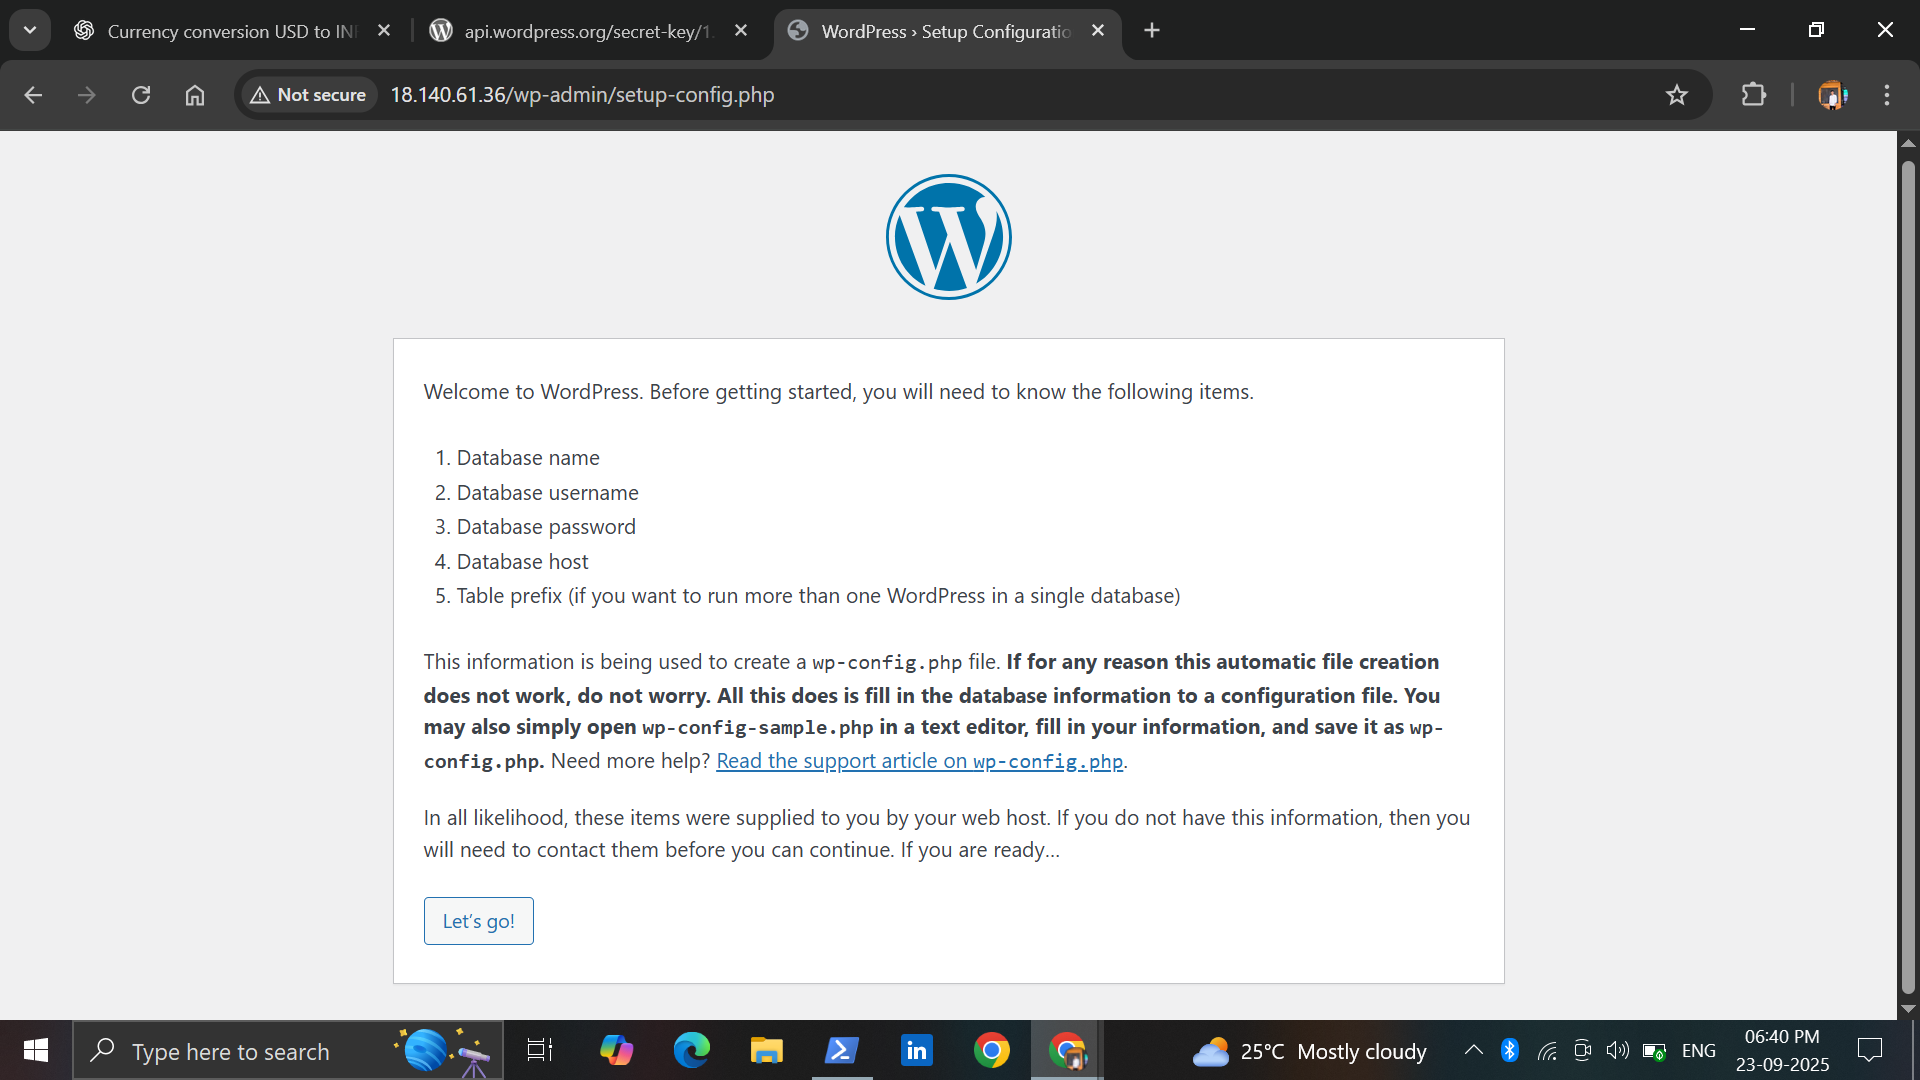 Currency conversion USD to INR
api.wordpress.org/secret-key/1.
WordPress › Setup Configuratio
Not secure
18.140.61.36/wp-admin/setup-config.php
Welcome to WordPress. Before getting started, you will need to know the following items.
1. Database name
2. Database username
3. Database password
4. Database host
5. Table prefix (if you want to run more than one WordPress in a single database)
This information is being used to create a wp-config.php file. If for any reason this automatic file creation
does not work, do not worry. All this does is fill in the database information to a configuration file. You
may also simply open wp-config-sample.php in a text editor, fill in your information, and save it as wp-
config.php. Need more help? Read the support article on wp-config.php.
In all likelihood, these items were supplied to you by your web host. If you do not have this information, then you
will need to contact them before you can continue. If you are ready…
Let’s go!
Type here to search
25°C Mostly cloudy
ENG
06:40 PM
23-09-2025